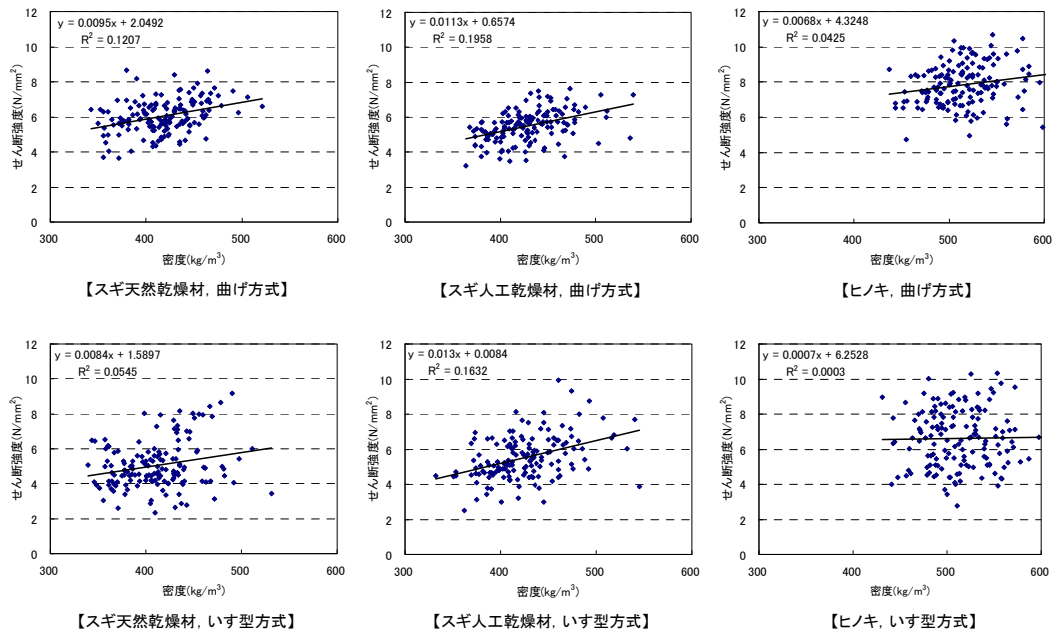 y = 0.0095x + 2.0492
R² = 0.1207
12
10
8
6
4
2
0
せん断強度(N/mm²)
300 400 500 600
密度(kg/m³)
【スギ天然乾燥材, 曲げ方式】
y = 0.0113x + 0.6574
R² = 0.1958
12
10
8
6
4
2
0
せん断強度(N/mm²)
300 400 500 600
密度(kg/m³)
【スギ人工乾燥材, 曲げ方式】
y = 0.0068x + 4.3248
R² = 0.0425
12
10
8
6
4
2
0
せん断強度(N/mm²)
300 400 500 600
密度(kg/m³)
【ヒノキ, 曲げ方式】
y = 0.0084x + 1.5897
R² = 0.0545
12
10
8
6
4
2
0
せん断強度(N/mm²)
300 400 500 600
密度(kg/m³)
【スギ天然乾燥材, いす型方式】
y = 0.013x + 0.0084
R² = 0.1632
12
10
8
6
4
2
0
せん断強度(N/mm²)
300 400 500 600
密度(kg/m³)
【スギ人工乾燥材, いす型方式】
y = 0.0007x + 6.2528
R² = 0.0003
12
10
8
6
4
2
0
せん断強度(N/mm²)
300 400 500 600
密度(kg/m³)
【ヒノキ, いす型方式】